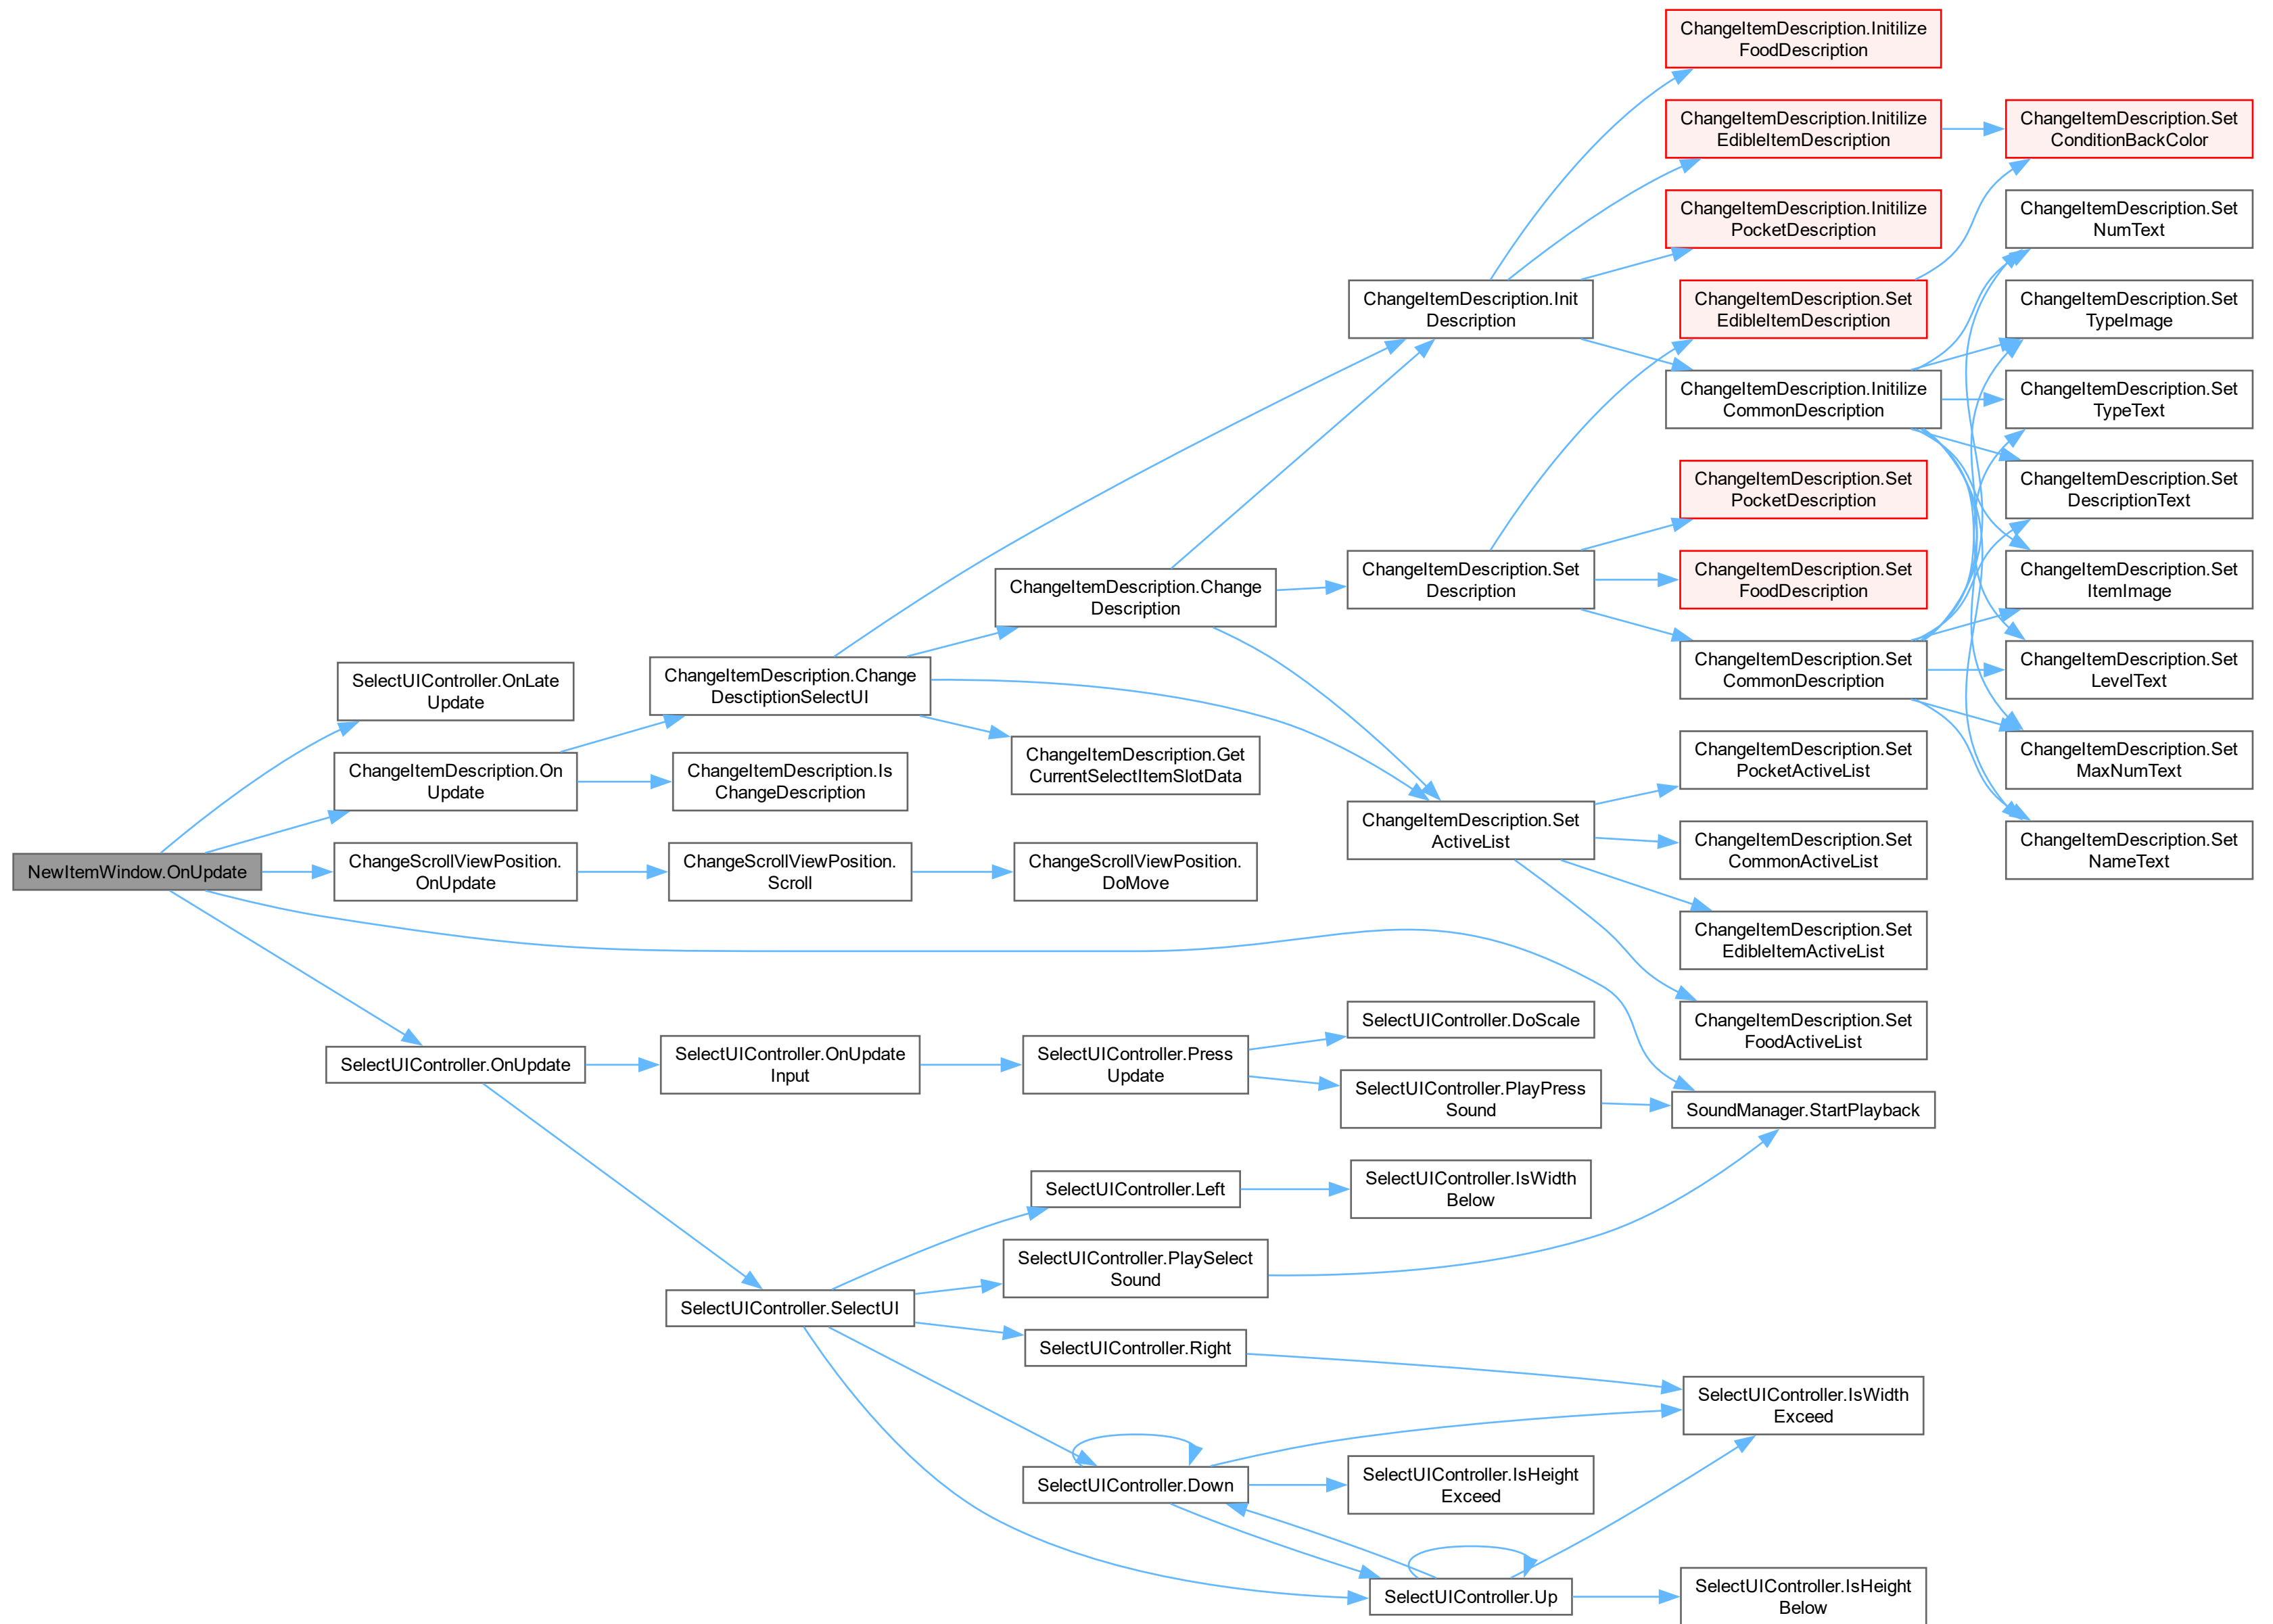 NewItemWindow.OnUpdate
SelectUIController.OnLate
Update
ChangeItemDescription.On
Update
ChangeScrollViewPosition.
OnUpdate
SelectUIController.OnUpdate
ChangeItemDescription.Change
DesctiptionSelectUI
ChangeItemDescription.Is
ChangeDescription
ChangeScrollViewPosition.
Scroll
SelectUIController.OnUpdate
Input
SelectUIController.SelectUI
ChangeItemDescription.Change
Description
ChangeItemDescription.Get
CurrentSelectItemSlotData
ChangeScrollViewPosition.
DoMove
SelectUIController.Press
Update
SelectUIController.Left
SelectUIController.PlaySelect
Sound
SelectUIController.Right
SelectUIController.Down
ChangeItemDescription.Init
Description
ChangeItemDescription.Set
Description
ChangeItemDescription.Set
ActiveList
SelectUIController.DoScale
SelectUIController.PlayPress
Sound
SelectUIController.IsWidth
Below
SelectUIController.IsHeight
Exceed
SelectUIController.Up
ChangeItemDescription.Initilize
FoodDescription
ChangeItemDescription.Initilize
EdibleItemDescription
ChangeItemDescription.Initilize
PocketDescription
ChangeItemDescription.Set
EdibleItemDescription
ChangeItemDescription.Initilize
CommonDescription
ChangeItemDescription.Set
PocketDescription
ChangeItemDescription.Set
FoodDescription
ChangeItemDescription.Set
CommonDescription
ChangeItemDescription.Set
PocketActiveList
ChangeItemDescription.Set
CommonActiveList
ChangeItemDescription.Set
EdibleItemActiveList
ChangeItemDescription.Set
FoodActiveList
SoundManager.StartPlayback
SelectUIController.IsWidth
Exceed
SelectUIController.IsHeight
Below
ChangeItemDescription.Set
ConditionBackColor
ChangeItemDescription.Set
NumText
ChangeItemDescription.Set
TypeImage
ChangeItemDescription.Set
TypeText
ChangeItemDescription.Set
DescriptionText
ChangeItemDescription.Set
ItemImage
ChangeItemDescription.Set
LevelText
ChangeItemDescription.Set
MaxNumText
ChangeItemDescription.Set
NameText